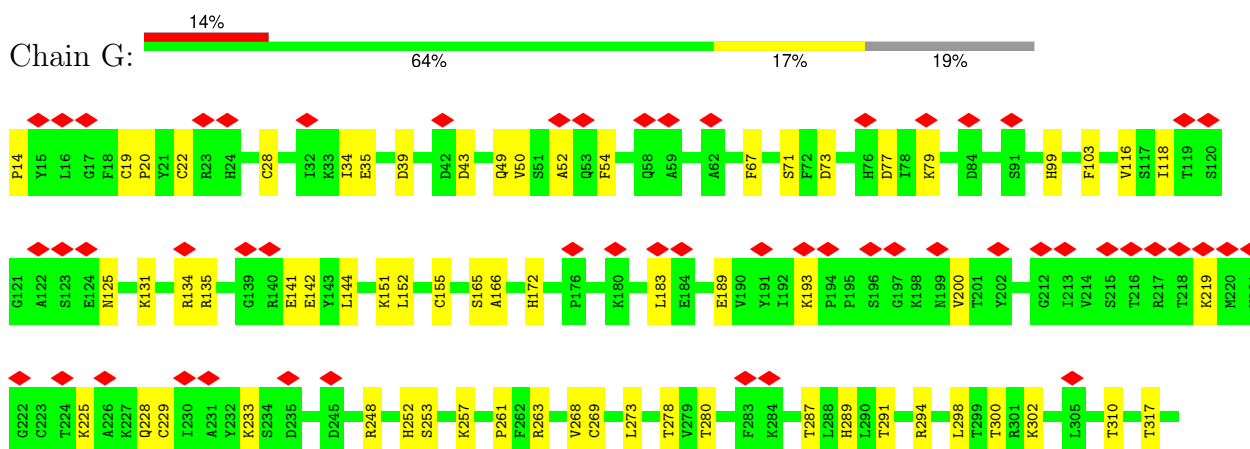 14%
Chain G:
64% 17% 19%
P14 Y15 L16 G17 F18 C19 P20 Y21 C22 R23 H24 C28 I32 K33 I34 E35 D39 D42 D43 Q49 V50 S51 A52 Q53 F54 Q58 A59 A62 F67 S71 F72 D73 H76 D77 I78 K79 D84 S91 H99 F103 V116 S117 I118 T119 S120
G121 A122 S123 E124 N125 K131 R134 R135 G139 R140 E141 E142 Y143 L144 K151 L152 C155 S165 A166 H172 P176 K180 L183 E184 E189 V190 Y191 I192 K193 P194 P195 S196 G197 K198 N199 V200 T201 Y202 G212 I213 V214 S215 T216 R217 T218 K219 M220
G222 C223 T224 K225 A226 K227 Q228 C229 I230 A231 Y232 K233 S234 D235 D245 R248 H252 S253 K257 P261 F262 R263 V268 C269 L273 T278 V279 T280 F283 K284 T287 L288 H289 L290 T291 R294 L298 T299 T300 R301 K302 L305 T310 T317